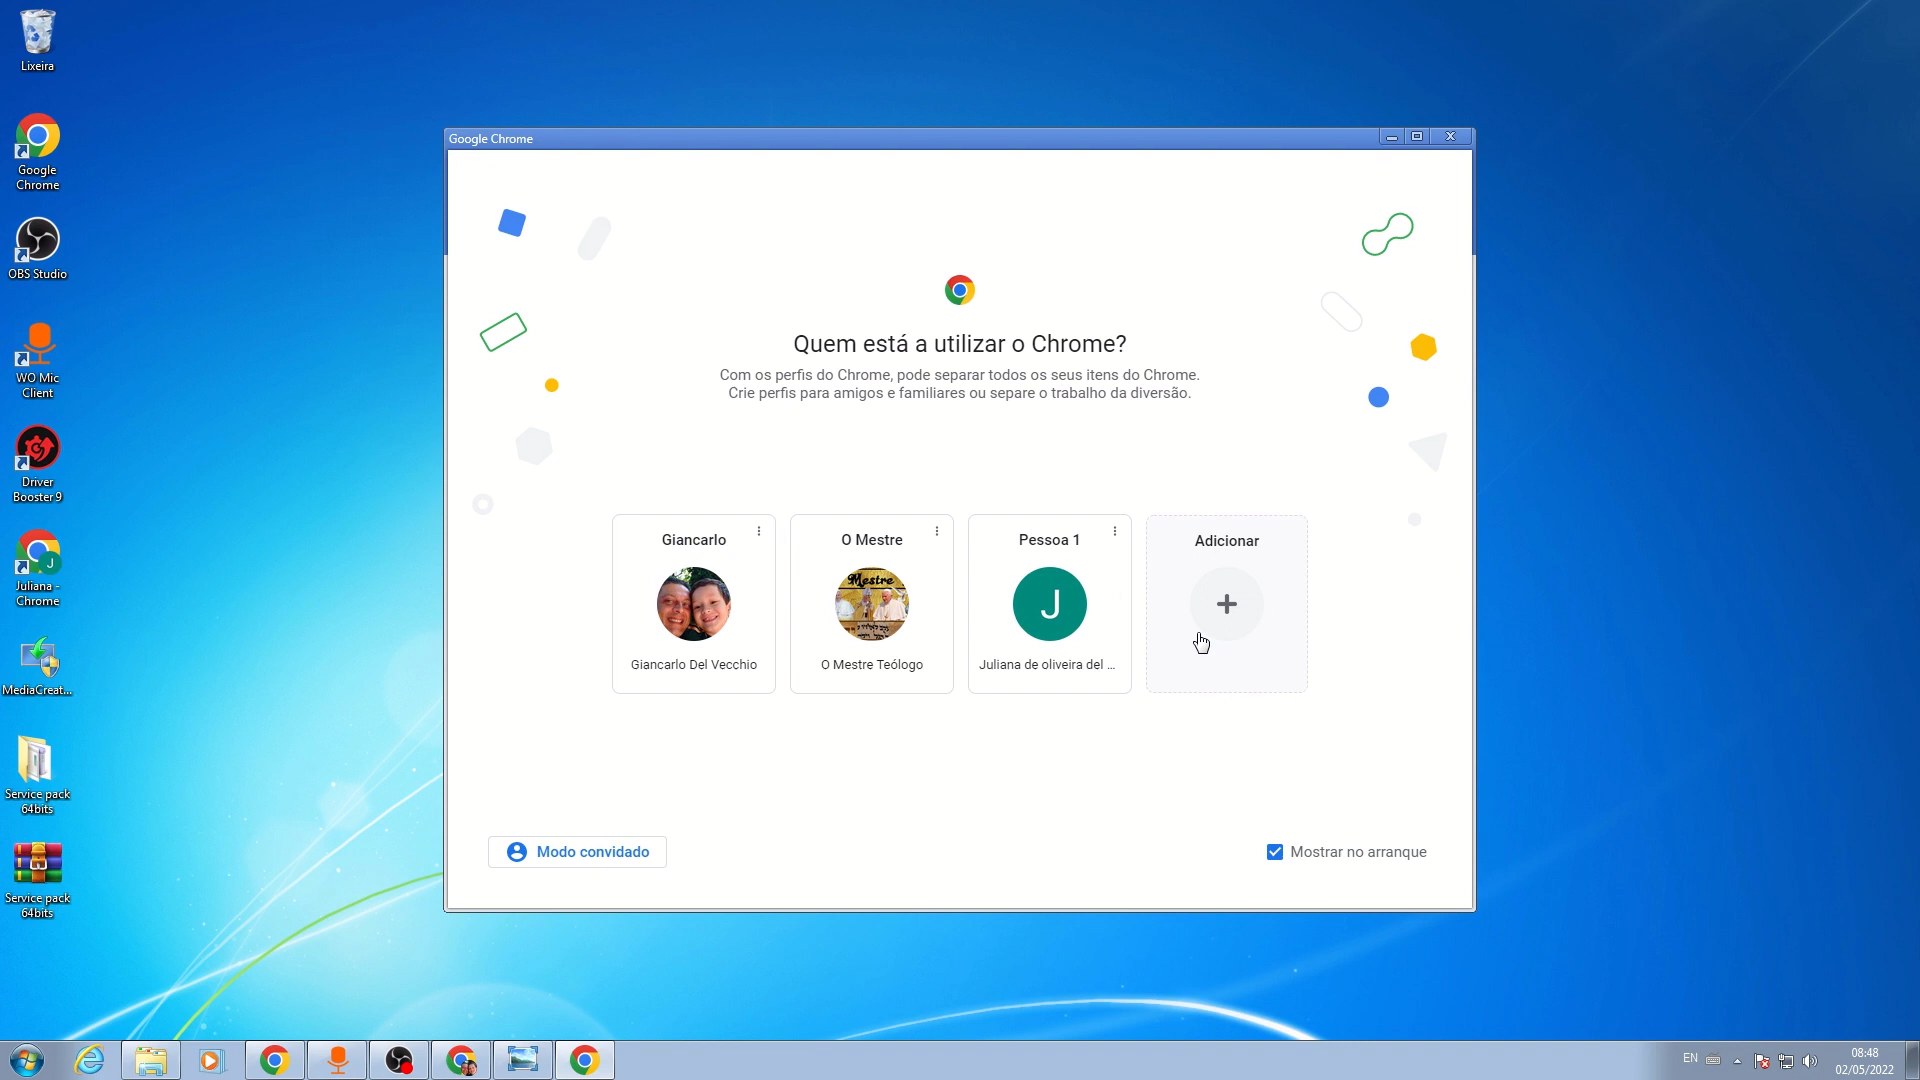 Lixeira
Google
Chrome
OBS Studio
WO Mic
Client
Driver
Booster 9
J
Juliana -
Chrome
MediaCreat...
Service pack
64bits
Service pack
64bits
Google Chrome
Quem está a utilizar o Chrome?
Com os perfis do Chrome, pode separar todos os seus itens do Chrome.
Crie perfis para amigos e familiares ou separe o trabalho da diversão.
Giancarlo
Giancarlo Del Vecchio
O Mestre
Mestre
O Mestre Teólogo
Pessoa 1
J
Juliana de oliveira del ...
Adicionar
Modo convidado
Mostrar no arranque
EN
08:48
02/05/2022